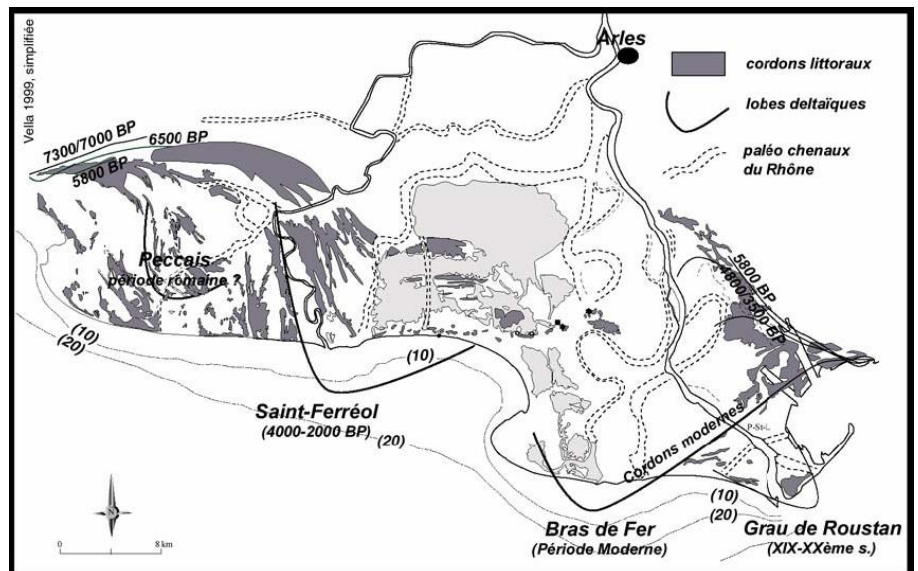 Vella 1999, simplifiée
Arles
cordons littoraux
lobes deltaïques
paléo chenaux
du Rhône
7300/7000 BP
6500 BP
5800 BP
Peccais
période romaine ?
5800 BP
4800/3900 BP
(10)
(20)
(10)
(20)
Saint-Ferréol
(4000-2000 BP)
Cordons modernes
P-St-L
(10)
(20)
Bras de Fer
(Période Moderne)
Grau de Roustan
(XIX-XXème s.)
N
0
8 km